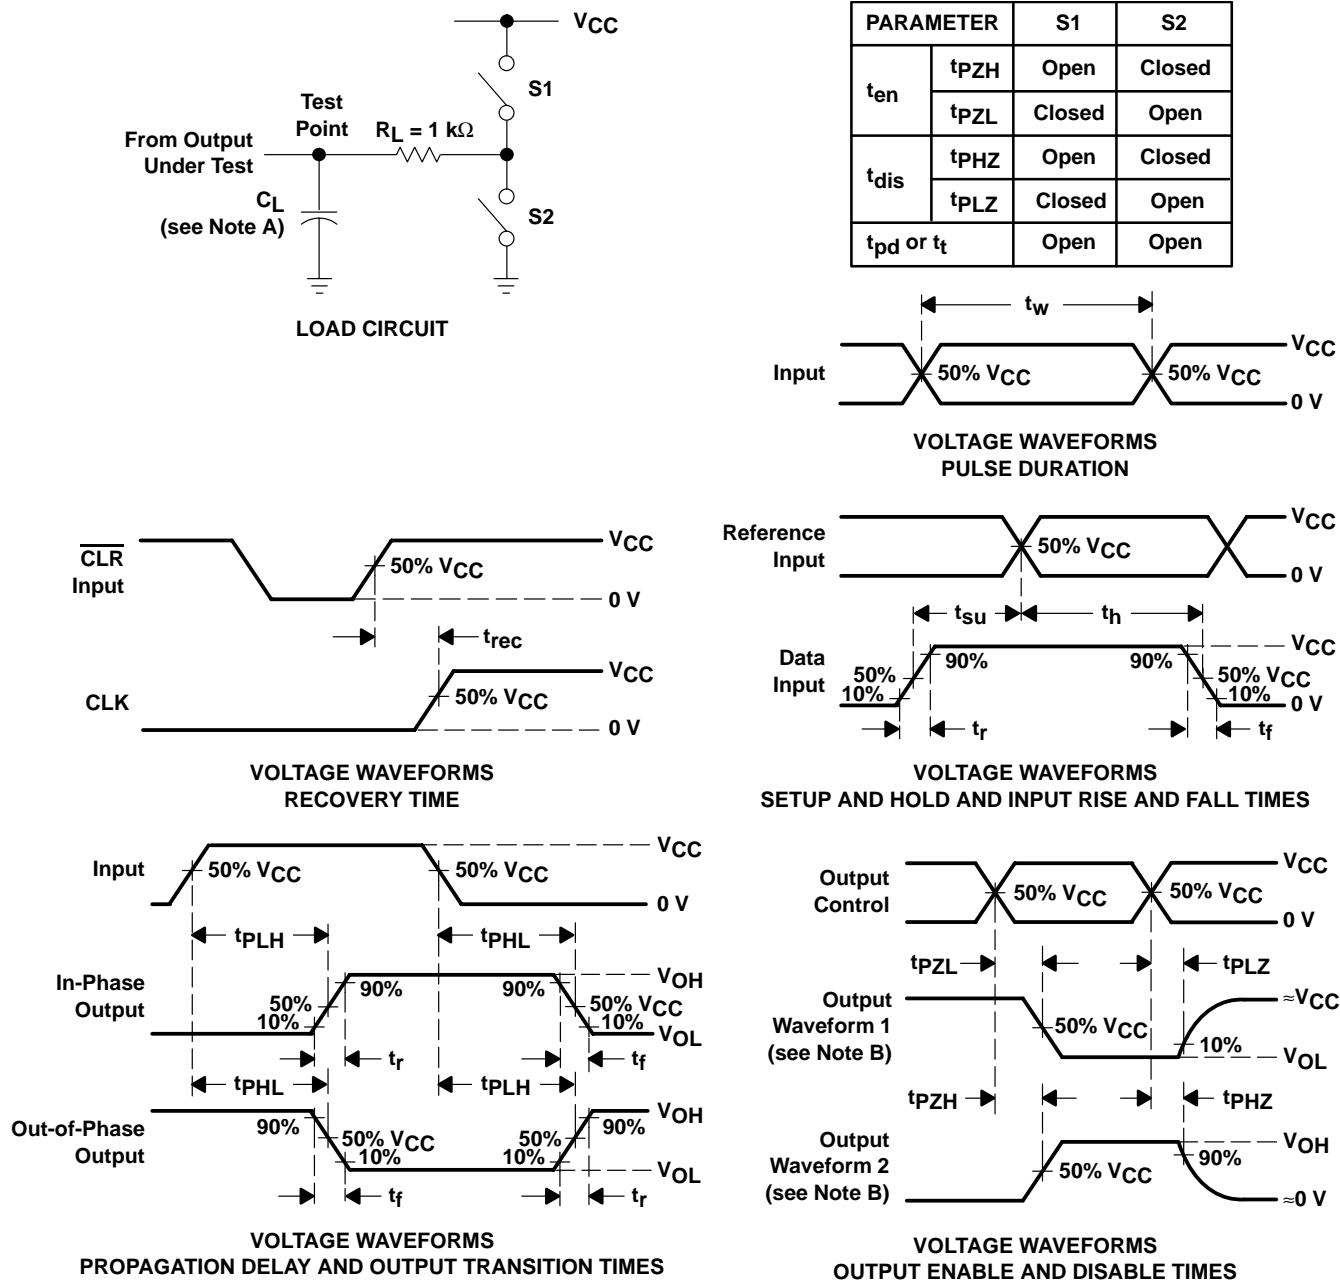 VCC
S1
Test
Point
RL = 1 kΩ
From Output
Under Test
CL
(see Note A)
S2
LOAD CIRCUIT
PARAMETER S1 S2
ten tPZH Open Closed
tPZL Closed Open
tdis tPHZ Open Closed
tPLZ Closed Open
tpd or tt Open Open
tw
Input
50% VCC
50% VCC
VCC
0 V
VOLTAGE WAVEFORMS
PULSE DURATION
CLR
Input
50% VCC
VCC
0 V
trec
CLK
50% VCC
VCC
0 V
VOLTAGE WAVEFORMS
RECOVERY TIME
Reference
Input
50% VCC
VCC
0 V
tsu
th
Data
Input
50%
10%
90%
90%
VCC
50% VCC
10%
0 V
tr
tf
VOLTAGE WAVEFORMS
SETUP AND HOLD AND INPUT RISE AND FALL TIMES
Input
50% VCC
50% VCC
VCC
0 V
tPLH
tPHL
In-Phase
Output
50%
10%
90%
90%
VOH
50% VCC
10%
VOL
tr
tf
tPHL
tPLH
Out-of-Phase
Output
90%
50% VCC
10%
50%
10%
VOH
90%
VOL
tf
tr
VOLTAGE WAVEFORMS
PROPAGATION DELAY AND OUTPUT TRANSITION TIMES
Output
Control
50% VCC
50% VCC
VCC
0 V
tPZL
tPLZ
Output
Waveform 1
(see Note B)
50% VCC
≈VCC
10%
VOL
tPZH
tPHZ
Output
Waveform 2
(see Note B)
50% VCC
VOH
90%
≈0 V
VOLTAGE WAVEFORMS
OUTPUT ENABLE AND DISABLE TIMES